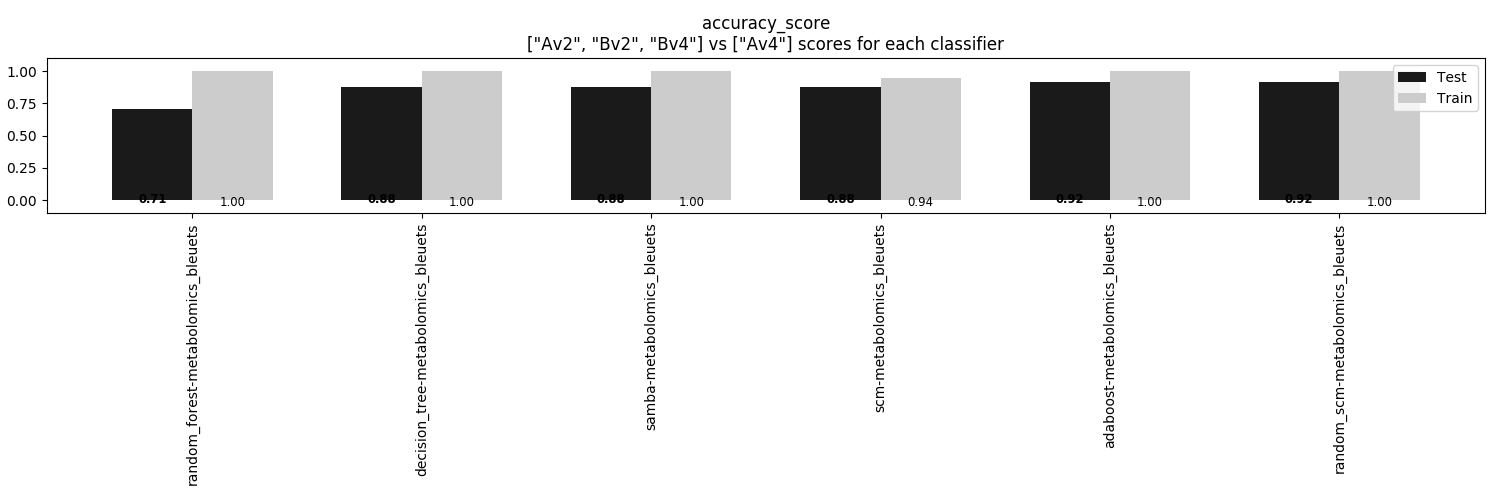 accuracy_score
["Av2", "Bv2", "Bv4"] vs ["Av4"] scores for each classifier
1.00
0.75
0.50
0.25
0.00
Test
Train
0.71
1.00
0.88
1.00
0.88
1.00
0.88
0.94
0.92
1.00
0.92
1.00
random_forest-metabolomics_bleuets
decision_tree-metabolomics_bleuets
samba-metabolomics_bleuets
scm-metabolomics_bleuets
adaboost-metabolomics_bleuets
random_scm-metabolomics_bleuets